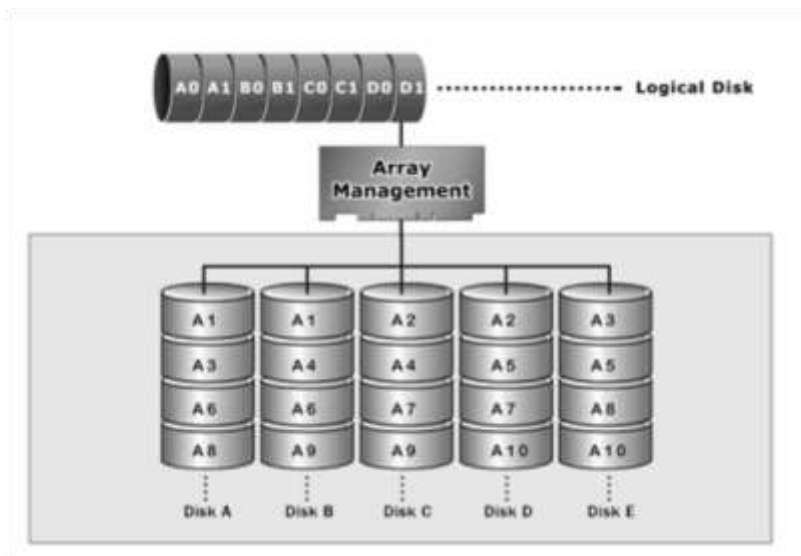 A0 A1 B0 B1 C0 C1 D0 D1 Logical Disk
Array
Management
A1 A1 A2 A2 A3
A3 A4 A4 A5 A5
A6 A6 A7 A7 A8
A8 A9 A9 A10 A10
Disk A Disk B Disk C Disk D Disk E